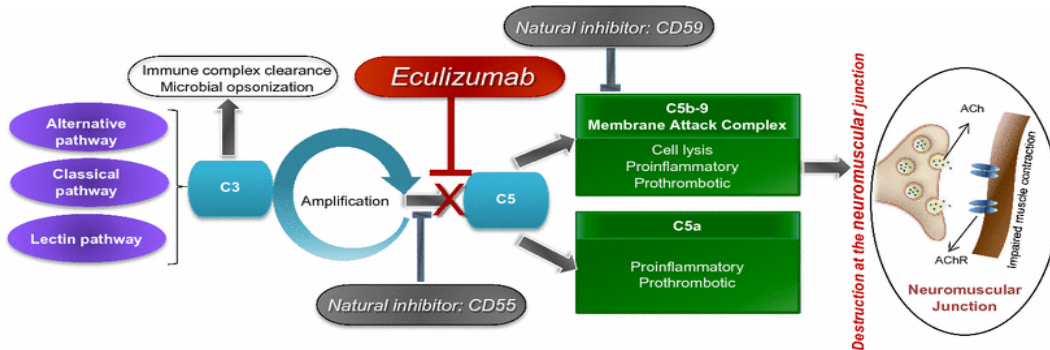 Natural inhibitor: CD59
Immune complex clearance
Microbial opsonization
Eculizumab
Alternative
pathway
Classical
pathway
Lectin pathway
C3
Amplification
X
C5
C5b-9
Membrane Attack Complex
Cell lysis
Proinflammatory
Prothrombotic
C5a
Proinflammatory
Prothrombotic
Natural inhibitor: CD55
Destruction at the neuromuscular junction
ACh
Impaired muscle contraction
AChR
Neuromuscular
Junction